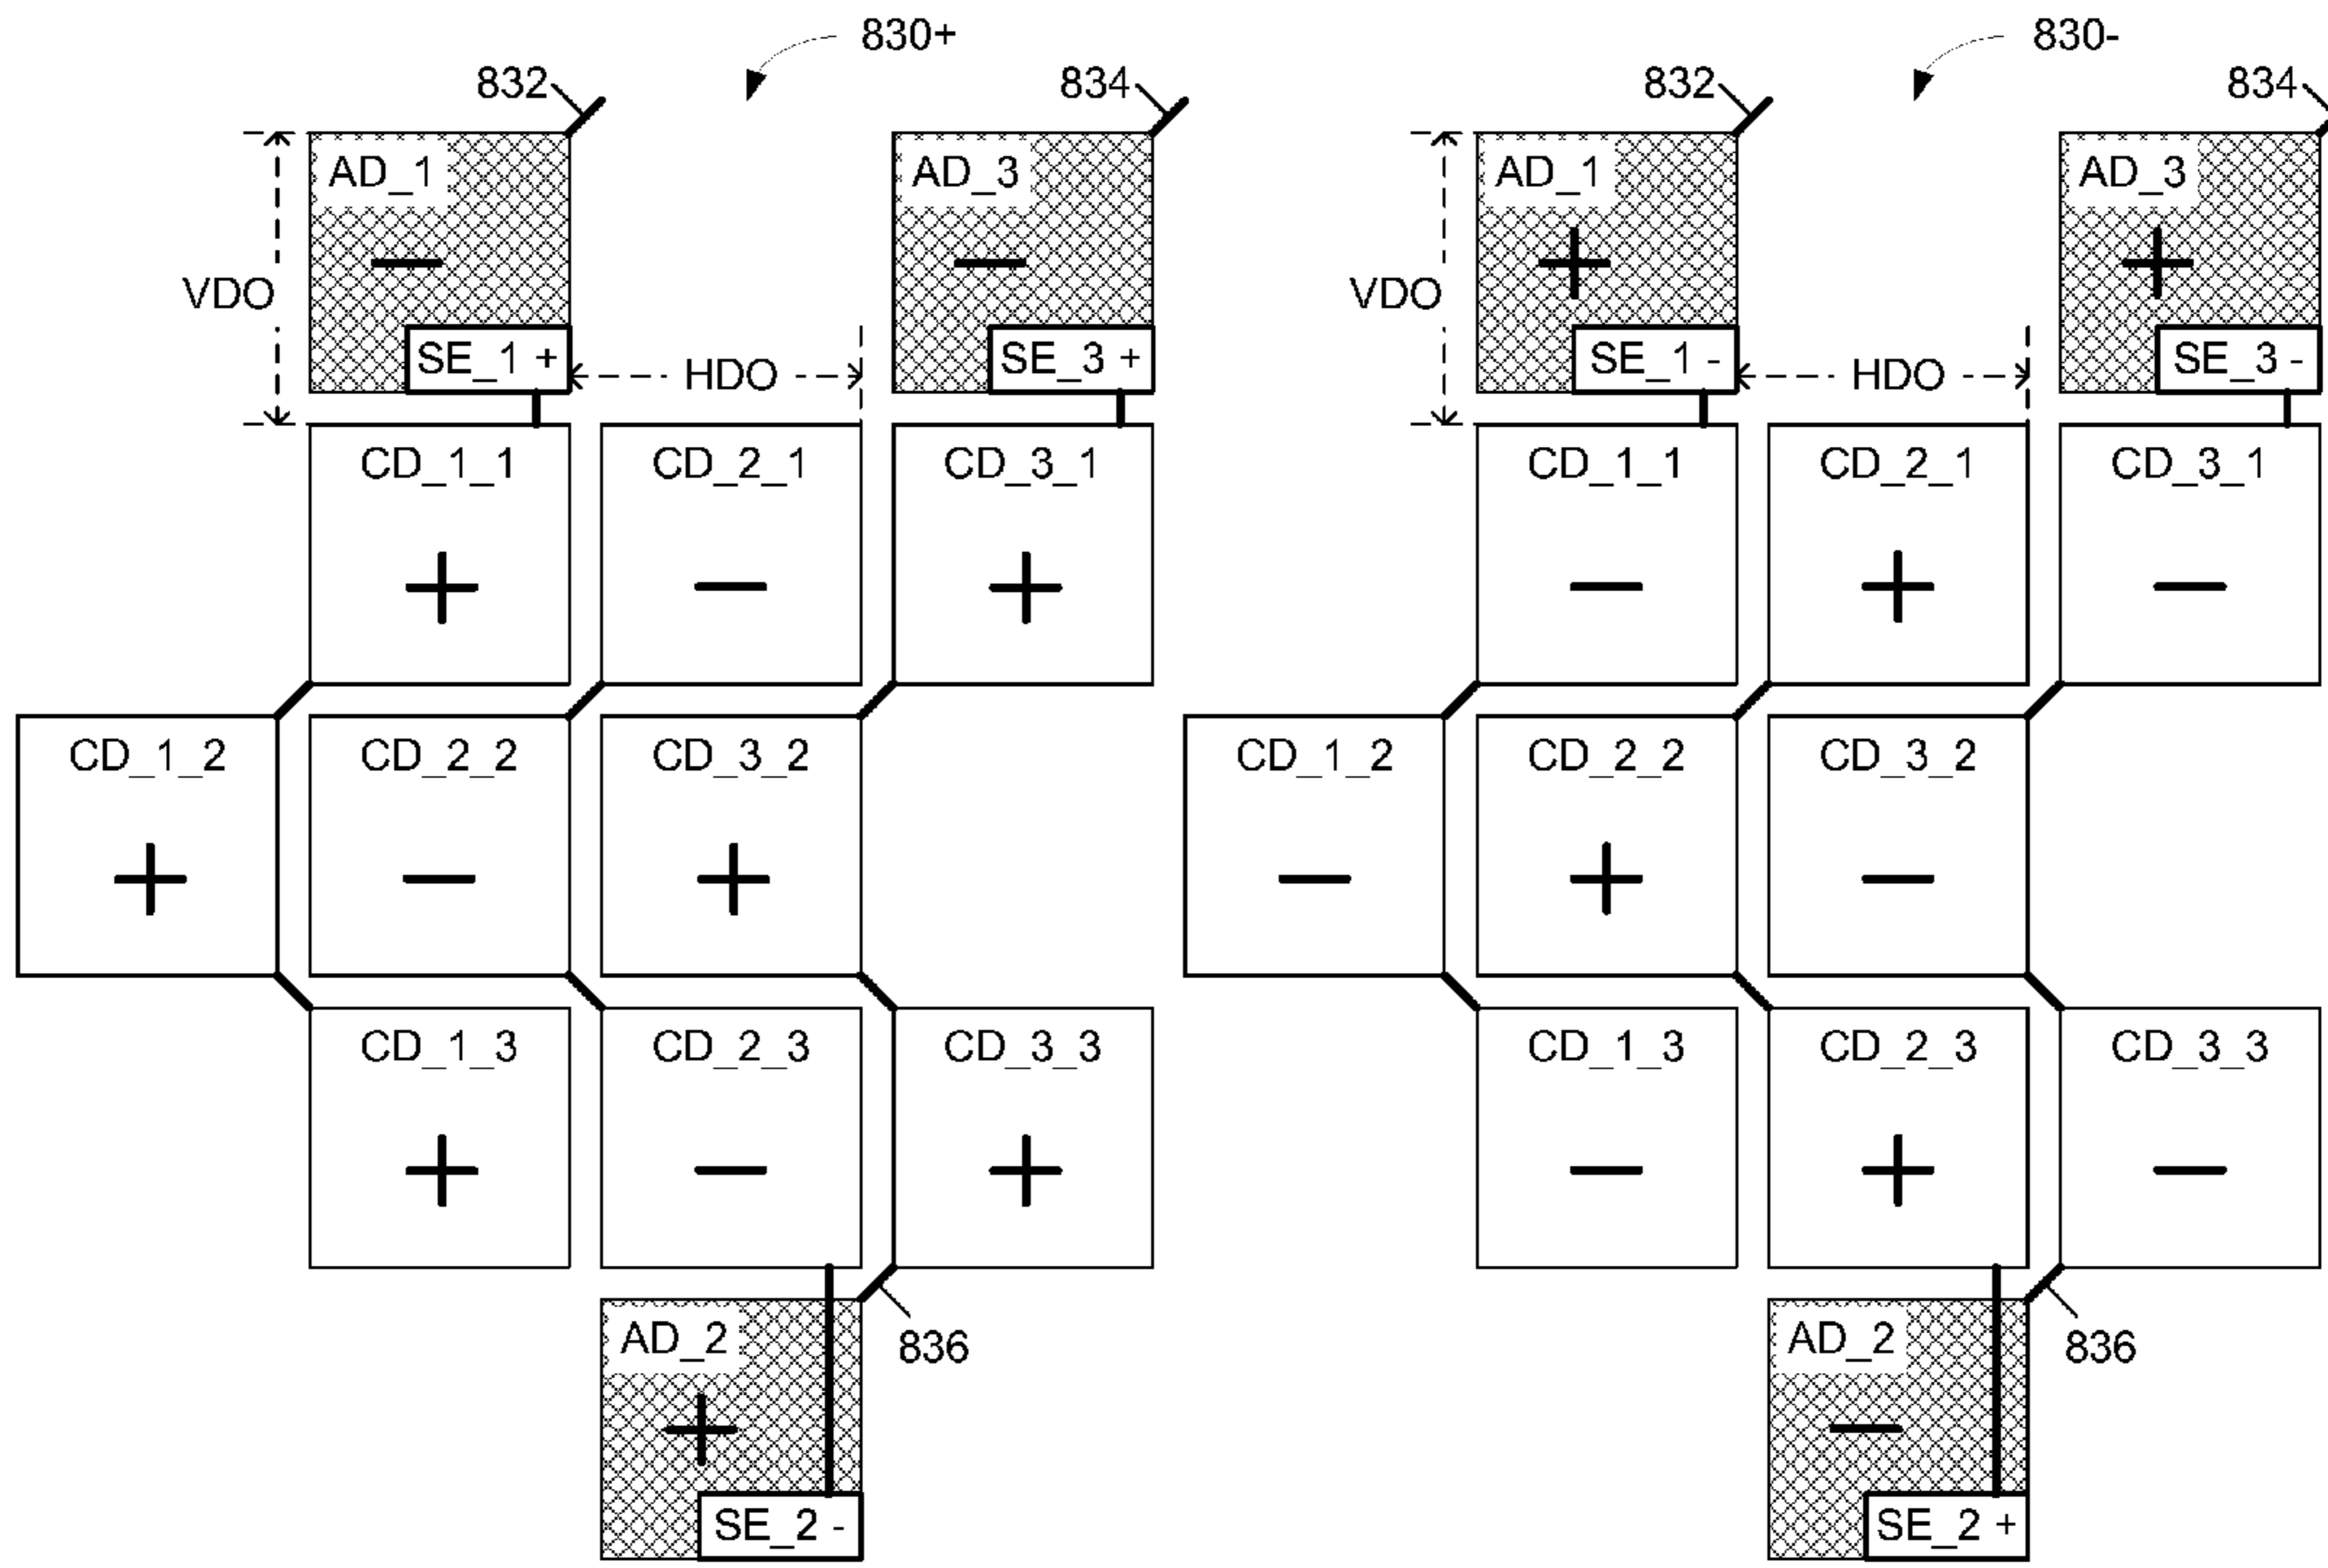 830+
830-
832
834
832
834
AD_1
AD_3
AD_1
AD_3
−
−
+
+
VDO
VDO
SE_1 +
HDO
SE_3 +
SE_1 -
HDO
SE_3 -
CD_1_1
CD_2_1
CD_3_1
CD_1_1
CD_2_1
CD_3_1
+
−
+
−
+
−
CD_1_2
CD_2_2
CD_3_2
CD_1_2
CD_2_2
CD_3_2
+
−
+
−
+
−
CD_1_3
CD_2_3
CD_3_3
CD_1_3
CD_2_3
CD_3_3
+
−
+
−
+
−
AD_2
836
AD_2
836
+
−
SE_2 -
SE_2 +